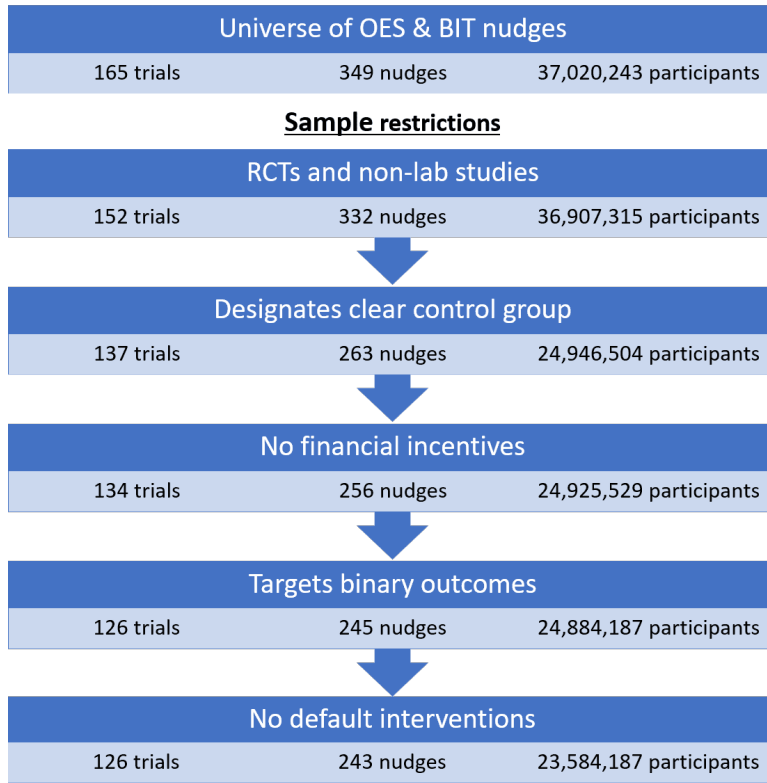 Universe of OES & BIT nudges
165 trials 349 nudges 37,020,243 participants
Sample restrictions
RCTs and non-lab studies
152 trials 332 nudges 36,907,315 participants
Designates clear control group
137 trials 263 nudges 24,946,504 participants
No financial incentives
134 trials 256 nudges 24,925,529 participants
Targets binary outcomes
126 trials 245 nudges 24,884,187 participants
No default interventions
126 trials 243 nudges 23,584,187 participants